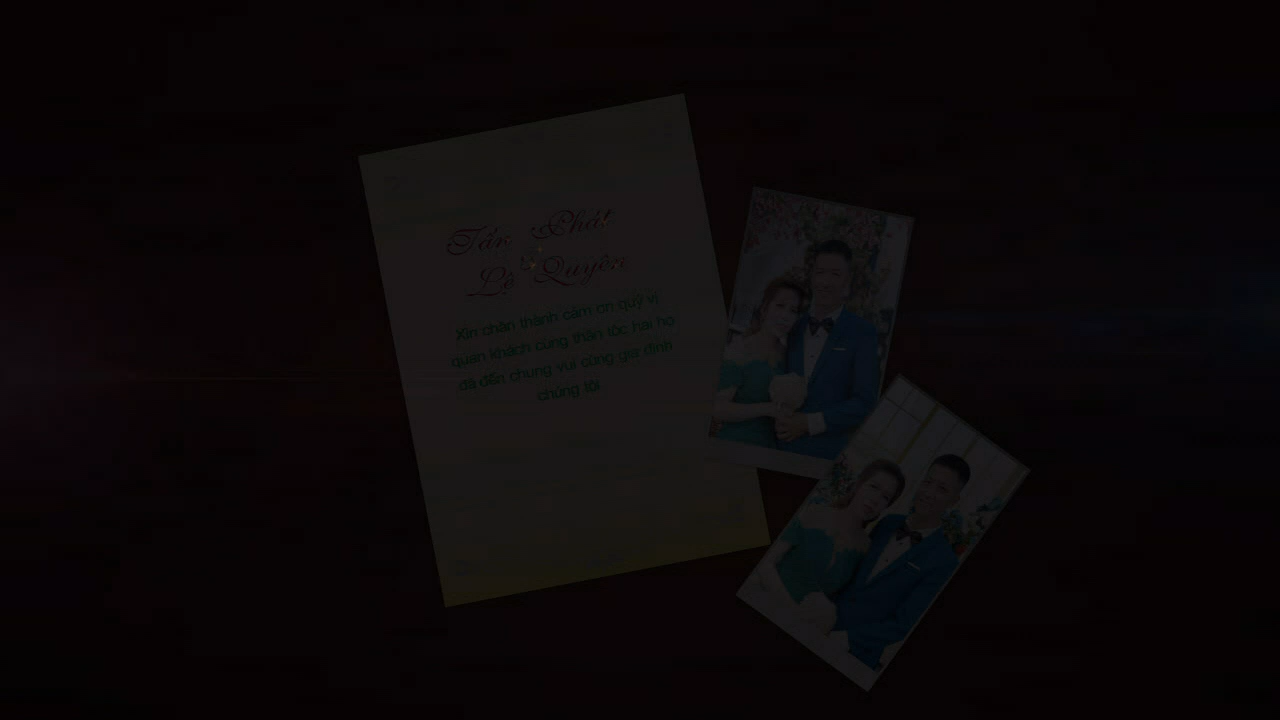 Tấn Phát
Lệ Quyên
Xin chân thành cảm ơn quý vị
quan khách cùng thân tộc hai họ
đã đến chung vui cùng gia đình
chúng tôi